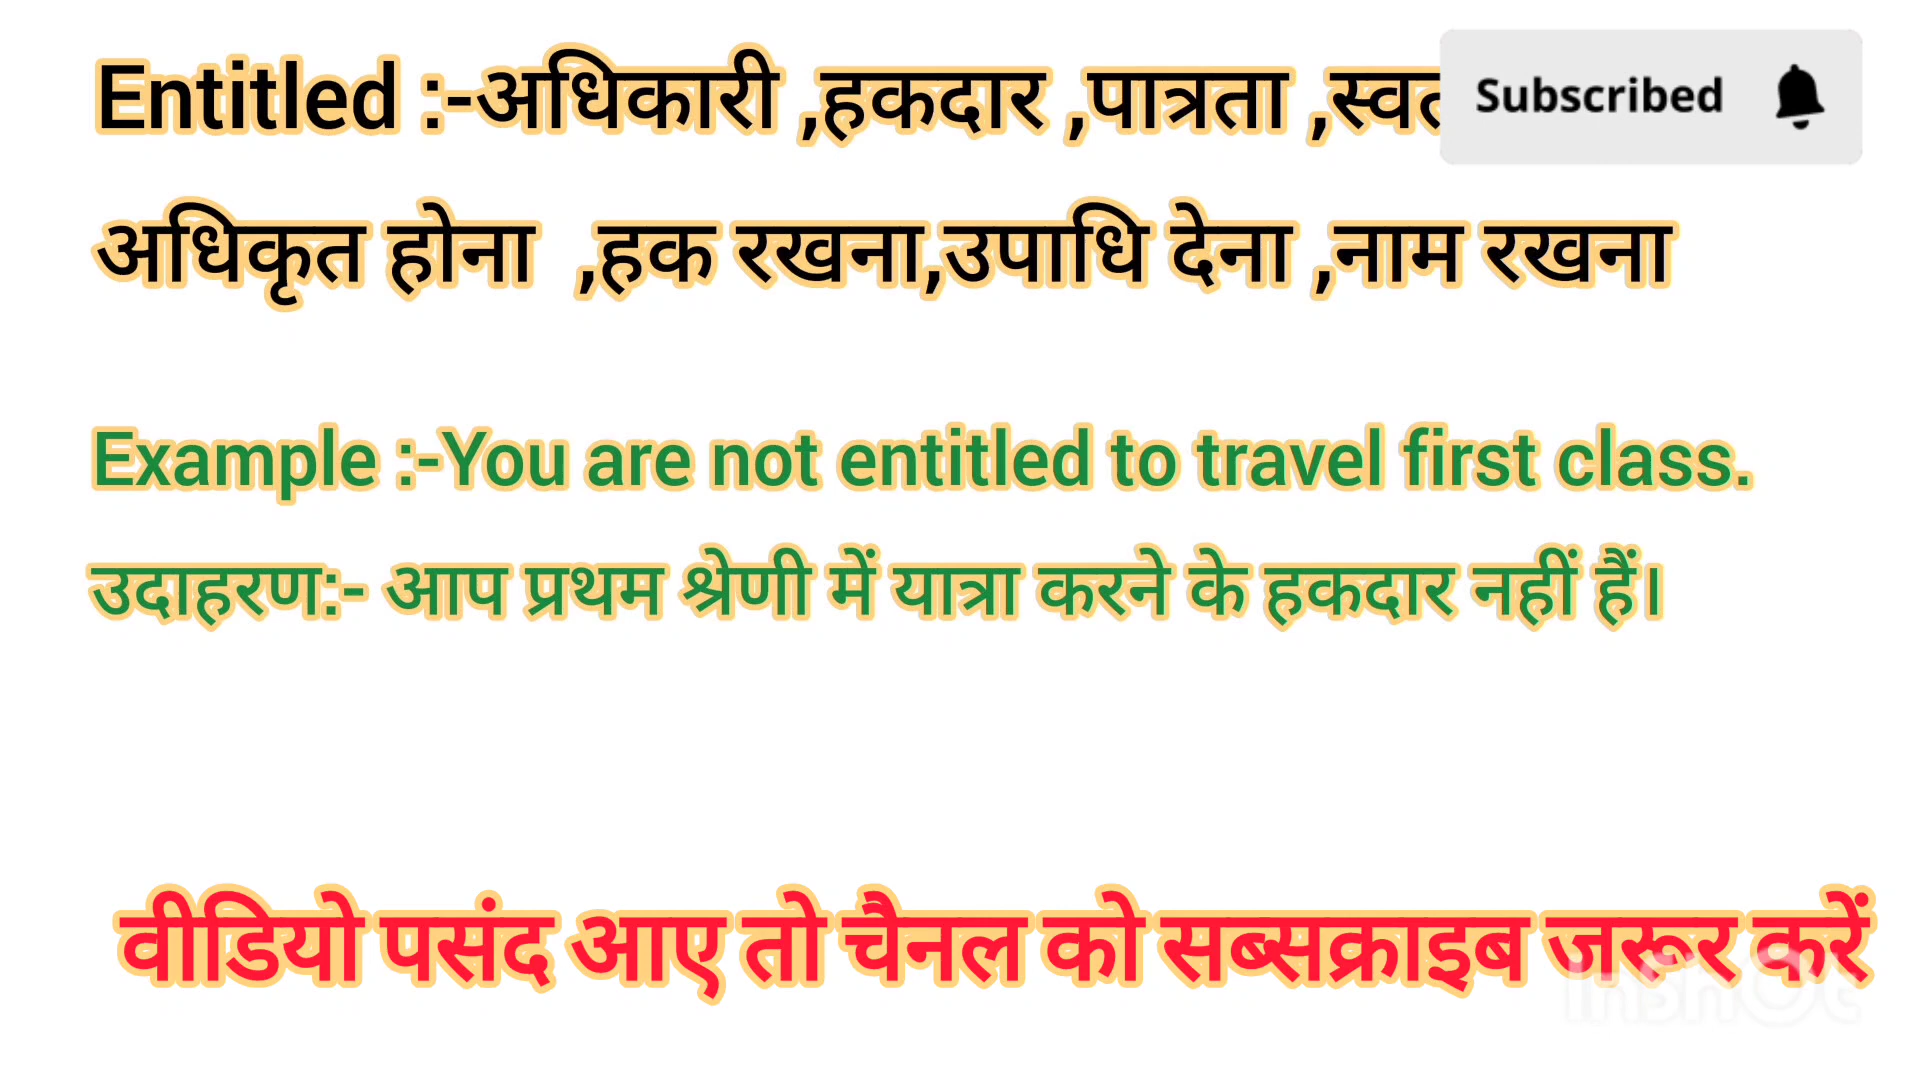 Entitled :-अधिकारी ,हकदार ,पात्रता ,
Subscribed
अधिकृत होना ,हक रखना,उपाधि देना ,नाम रखना
Example :-You are not entitled to travel first class.
उदाहरण:- आप प्रथम श्रेणी में यात्रा करने के हकदार नहीं हैं।
वीडियो पसंद आए तो चैनल को सब्सक्राइब जरूर करें
InShOt